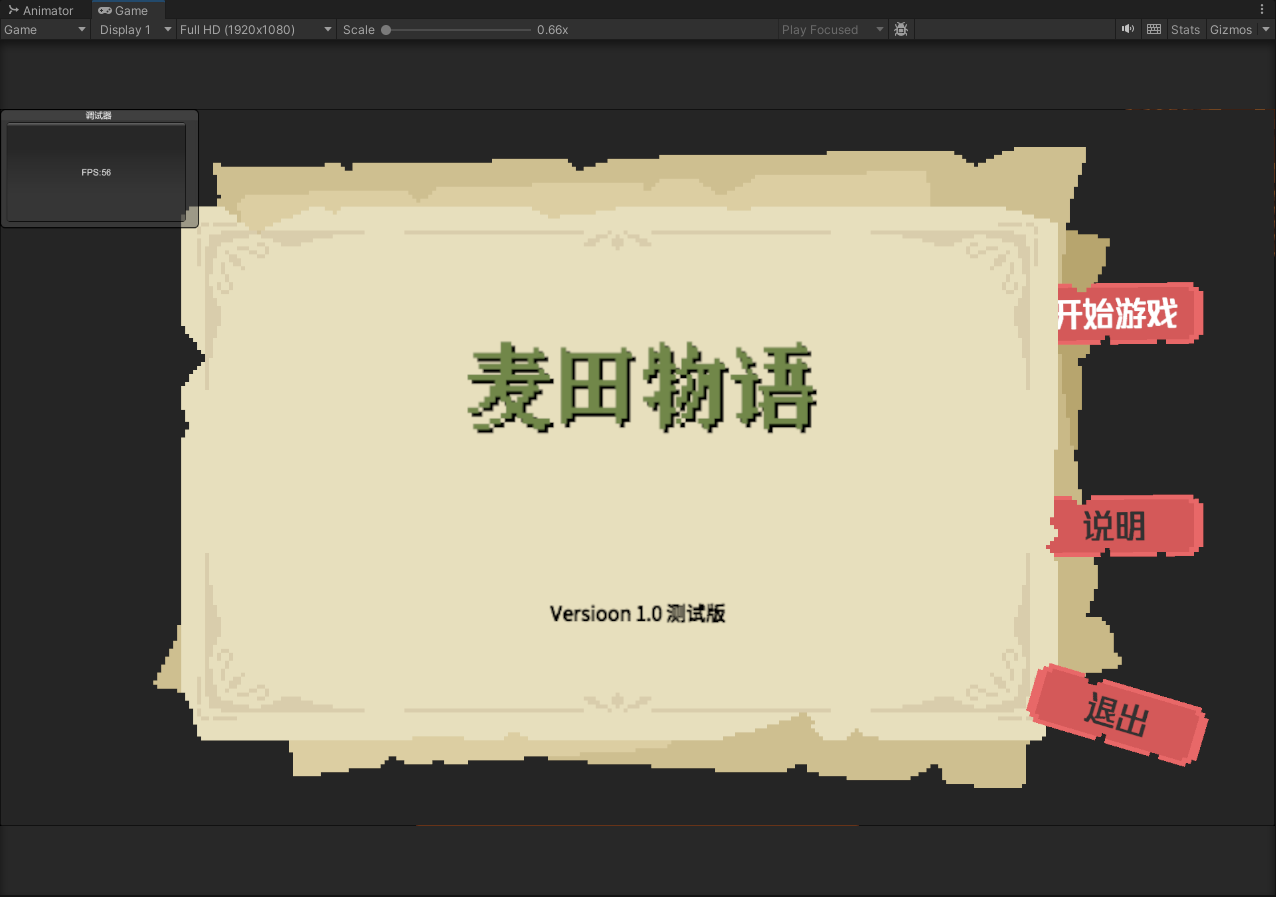 Animator Game
Game Display 1 Full HD (1920x1080) Scale 0.66x Play Focused Stats Gizmos
调试器
FPS:56
开始游戏
麦田物语
说明
Versioon 1.0 测试版
退出